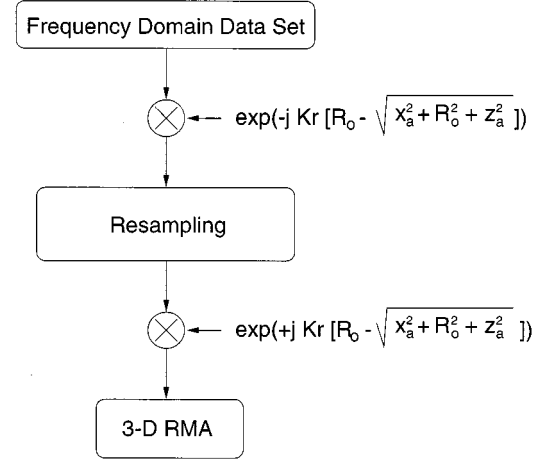 Frequency Domain Data Set
exp(-j Kr [Ro - √ xa² + Ro² + za² ])
Resampling
exp(+j Kr [Ro - √ xa² + Ro² + za² ])
3-D RMA